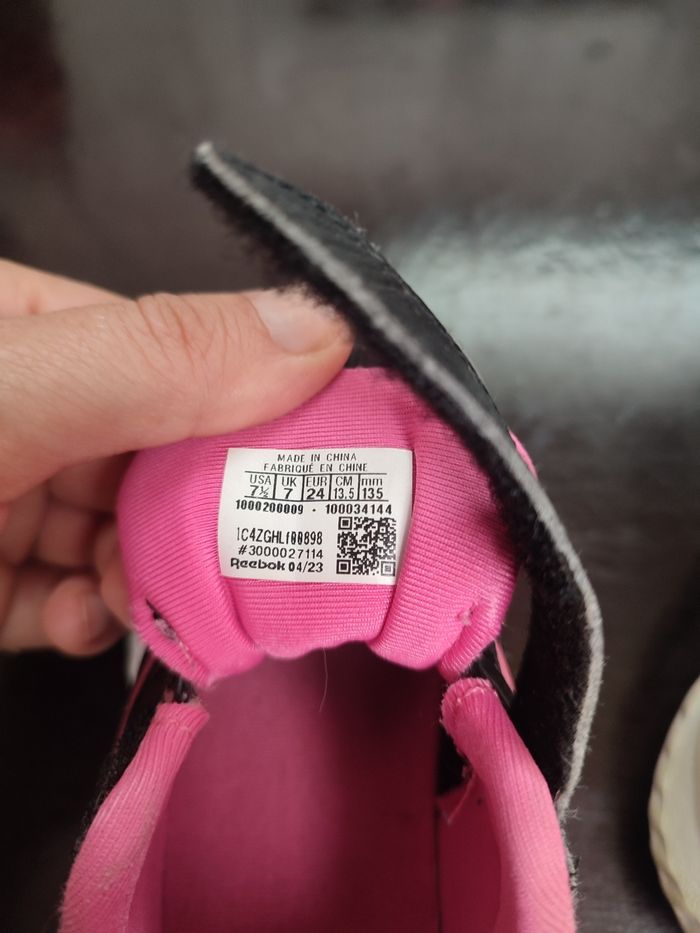 MADE IN CHINA
FABRIQUÉ EN CHINE
USA UK EUR CM mm
7½ 7 24 13.5 135
1000200009 - 100034144
#3000027114
Reebok 04/23